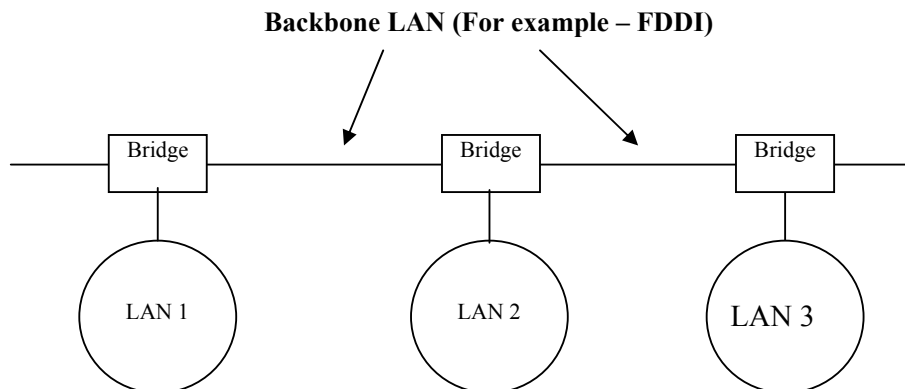 Backbone LAN (For example – FDDI)
Bridge
Bridge
Bridge
LAN 1
LAN 2
LAN 3